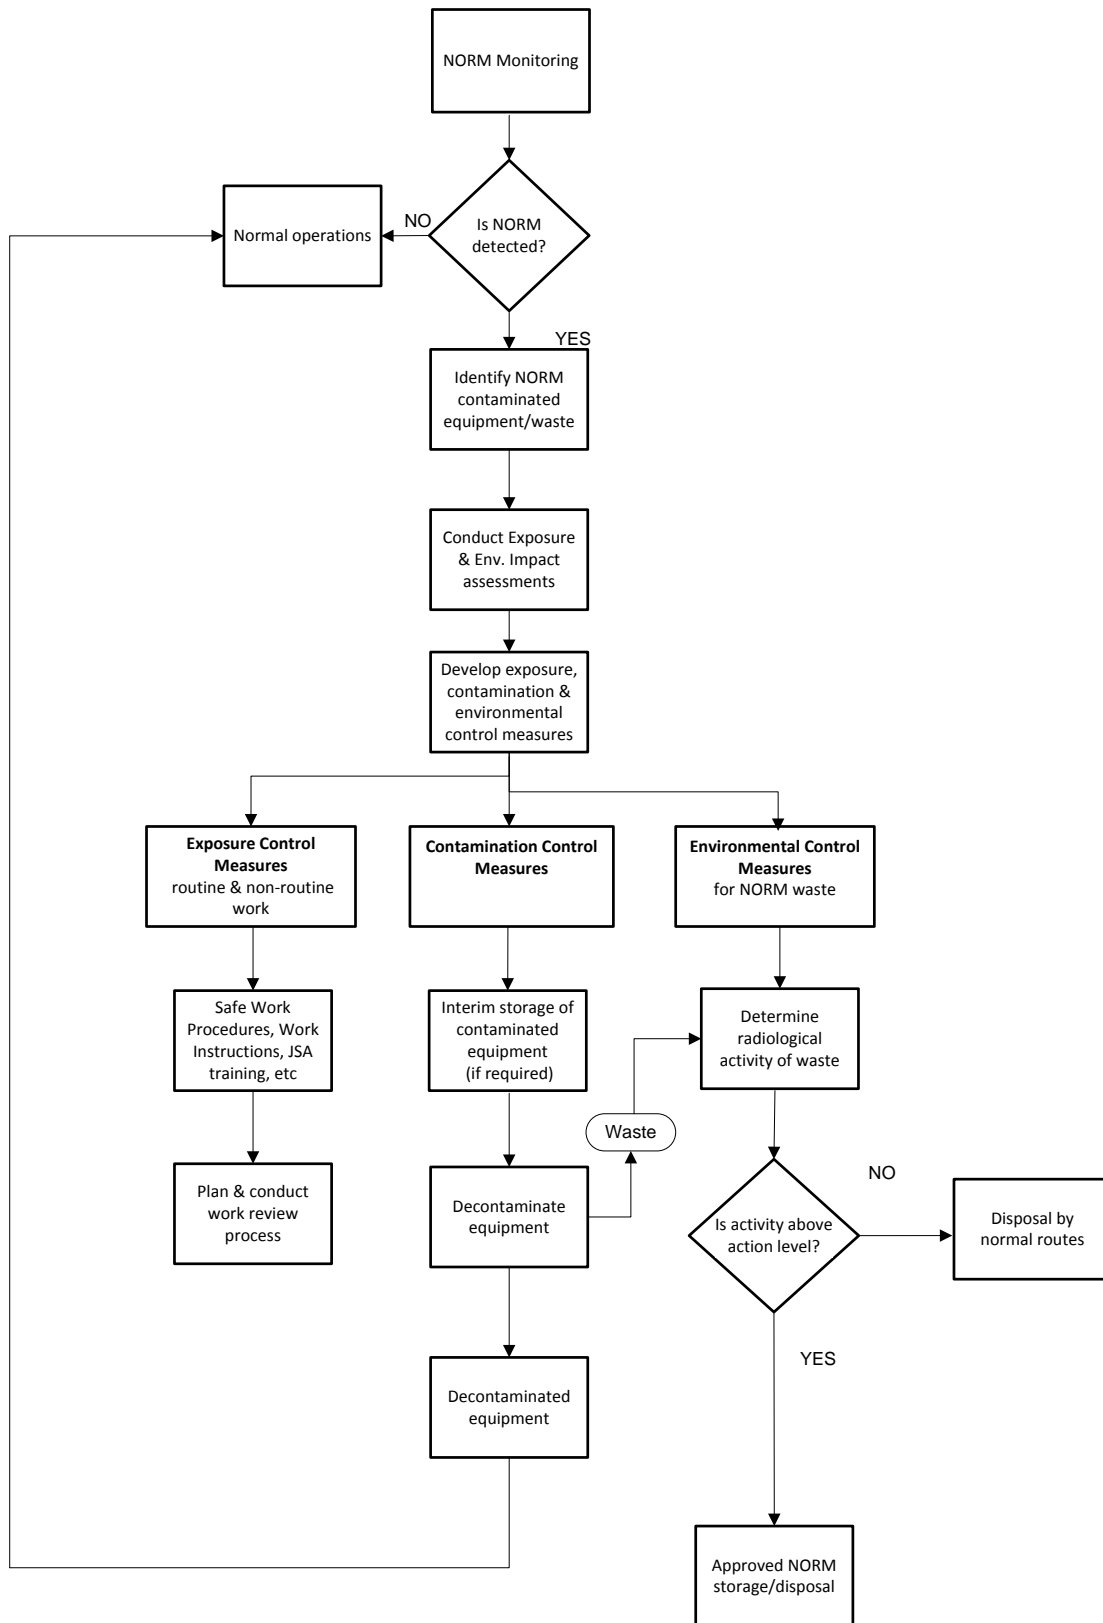 NORM Monitoring
Is NORM
detected?
NO
Normal operations
YES
Identify NORM
contaminated
equipment/waste
Conduct Exposure
& Env. Impact
assessments
Develop exposure,
contamination &
environmental
control measures
Exposure Control
Measures
routine & non-routine
work
Contamination Control
Measures
Environmental Control
Measures
for NORM waste
Safe Work
Procedures, Work
Instructions, JSA
training, etc
Interim storage of
contaminated
equipment
(if required)
Determine
radiological
activity of waste
Waste
Plan & conduct
work review
process
Decontaminate
equipment
Is activity above
action level?
NO
Disposal by
normal routes
YES
Decontaminated
equipment
Approved NORM
storage/disposal